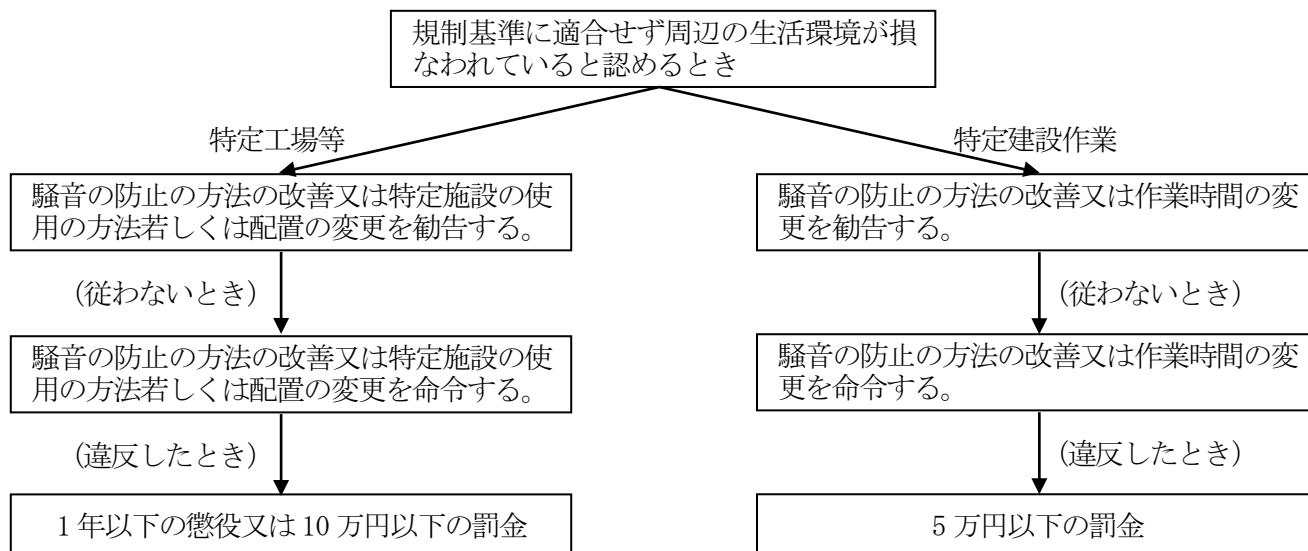 規制基準に適合せず周辺の生活環境が損
なわれていると認めるとき
特定工場等
特定建設作業
騒音の防止の方法の改善又は特定施設の使
用の方法若しくは配置の変更を勧告する。
騒音の防止の方法の改善又は作業時間の変
更を勧告する。
（従わないとき）
（従わないとき）
騒音の防止の方法の改善又は特定施設の使
用の方法若しくは配置の変更を命令する。
騒音の防止の方法の改善又は作業時間の変
更を命令する。
（違反したとき）
（違反したとき）
1 年以下の懲役又は 10 万円以下の罰金
5 万円以下の罰金